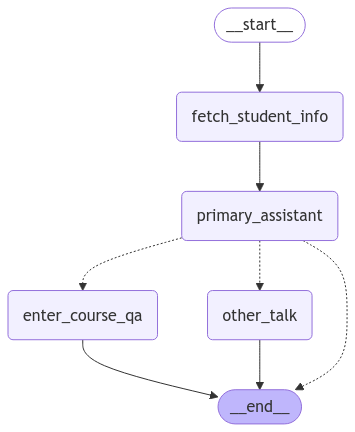 __start__
fetch_student_info
primary_assistant
enter_course_qa
other_talk
__end__